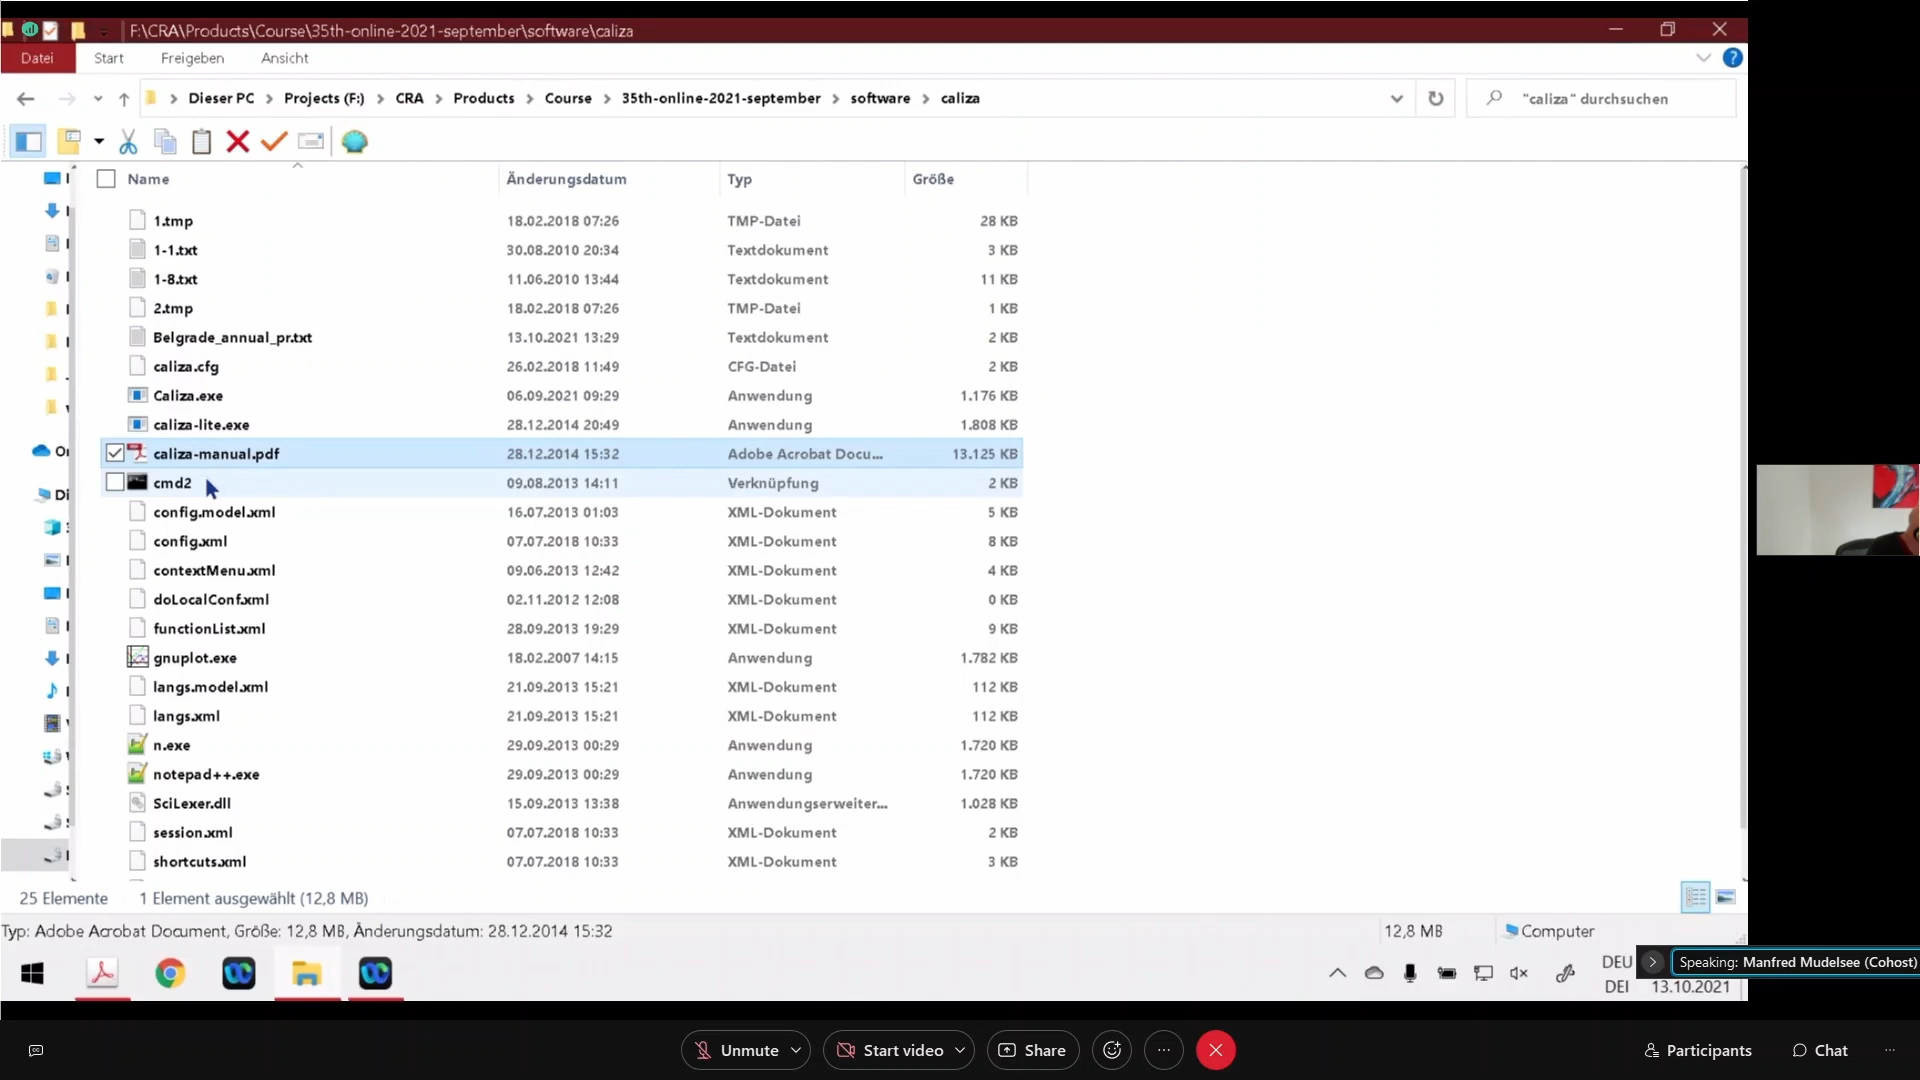 F:\CRA\Products\Course\35th-online-2021-september\software\caliza
Datei Start Freigeben Ansicht
Dieser PC Projects (F:) CRA Products Course 35th-online-2021-september software caliza "caliza" durchsuchen
Name Änderungsdatum Typ Größe
1.tmp 18.02.2018 07:26 TMP-Datei 28 KB
1-1.txt 30.08.2010 20:34 Textdokument 3 KB
1-8.txt 11.06.2010 13:44 Textdokument 11 KB
2.tmp 18.02.2018 07:26 TMP-Datei 1 KB
Belgrade_annual_pr.txt 13.10.2021 13:29 Textdokument 2 KB
caliza.cfg 26.02.2018 11:49 CFG-Datei 2 KB
Caliza.exe 06.09.2021 09:29 Anwendung 1.176 KB
caliza-lite.exe 28.12.2014 20:49 Anwendung 1.808 KB
caliza-manual.pdf 28.12.2014 15:32 Adobe Acrobat Docu... 13.125 KB
cmd2 09.08.2013 14:11 Verknüpfung 2 KB
config.model.xml 16.07.2013 01:03 XML-Dokument 5 KB
config.xml 07.07.2018 10:33 XML-Dokument 8 KB
contextMenu.xml 09.06.2013 12:42 XML-Dokument 4 KB
doLocalConf.xml 02.11.2012 12:08 XML-Dokument 0 KB
functionList.xml 28.09.2013 19:29 XML-Dokument 9 KB
gnuplot.exe 18.02.2007 14:15 Anwendung 1.782 KB
langs.model.xml 21.09.2013 15:21 XML-Dokument 112 KB
langs.xml 21.09.2013 15:21 XML-Dokument 112 KB
n.exe 29.09.2013 00:29 Anwendung 1.720 KB
notepad++.exe 29.09.2013 00:29 Anwendung 1.720 KB
SciLexer.dll 15.09.2013 13:38 Anwendungserweiter... 1.028 KB
session.xml 07.07.2018 10:33 XML-Dokument 2 KB
shortcuts.xml 07.07.2018 10:33 XML-Dokument 3 KB
25 Elemente 1 Element ausgewählt (12,8 MB)
Typ: Adobe Acrobat Document, Größe: 12,8 MB, Änderungsdatum: 28.12.2014 15:32 12,8 MB Computer
DEU
DEI 13.10.2021
Speaking: Manfred Mudelsee (Cohost)
Unmute Start video Share Participants Chat